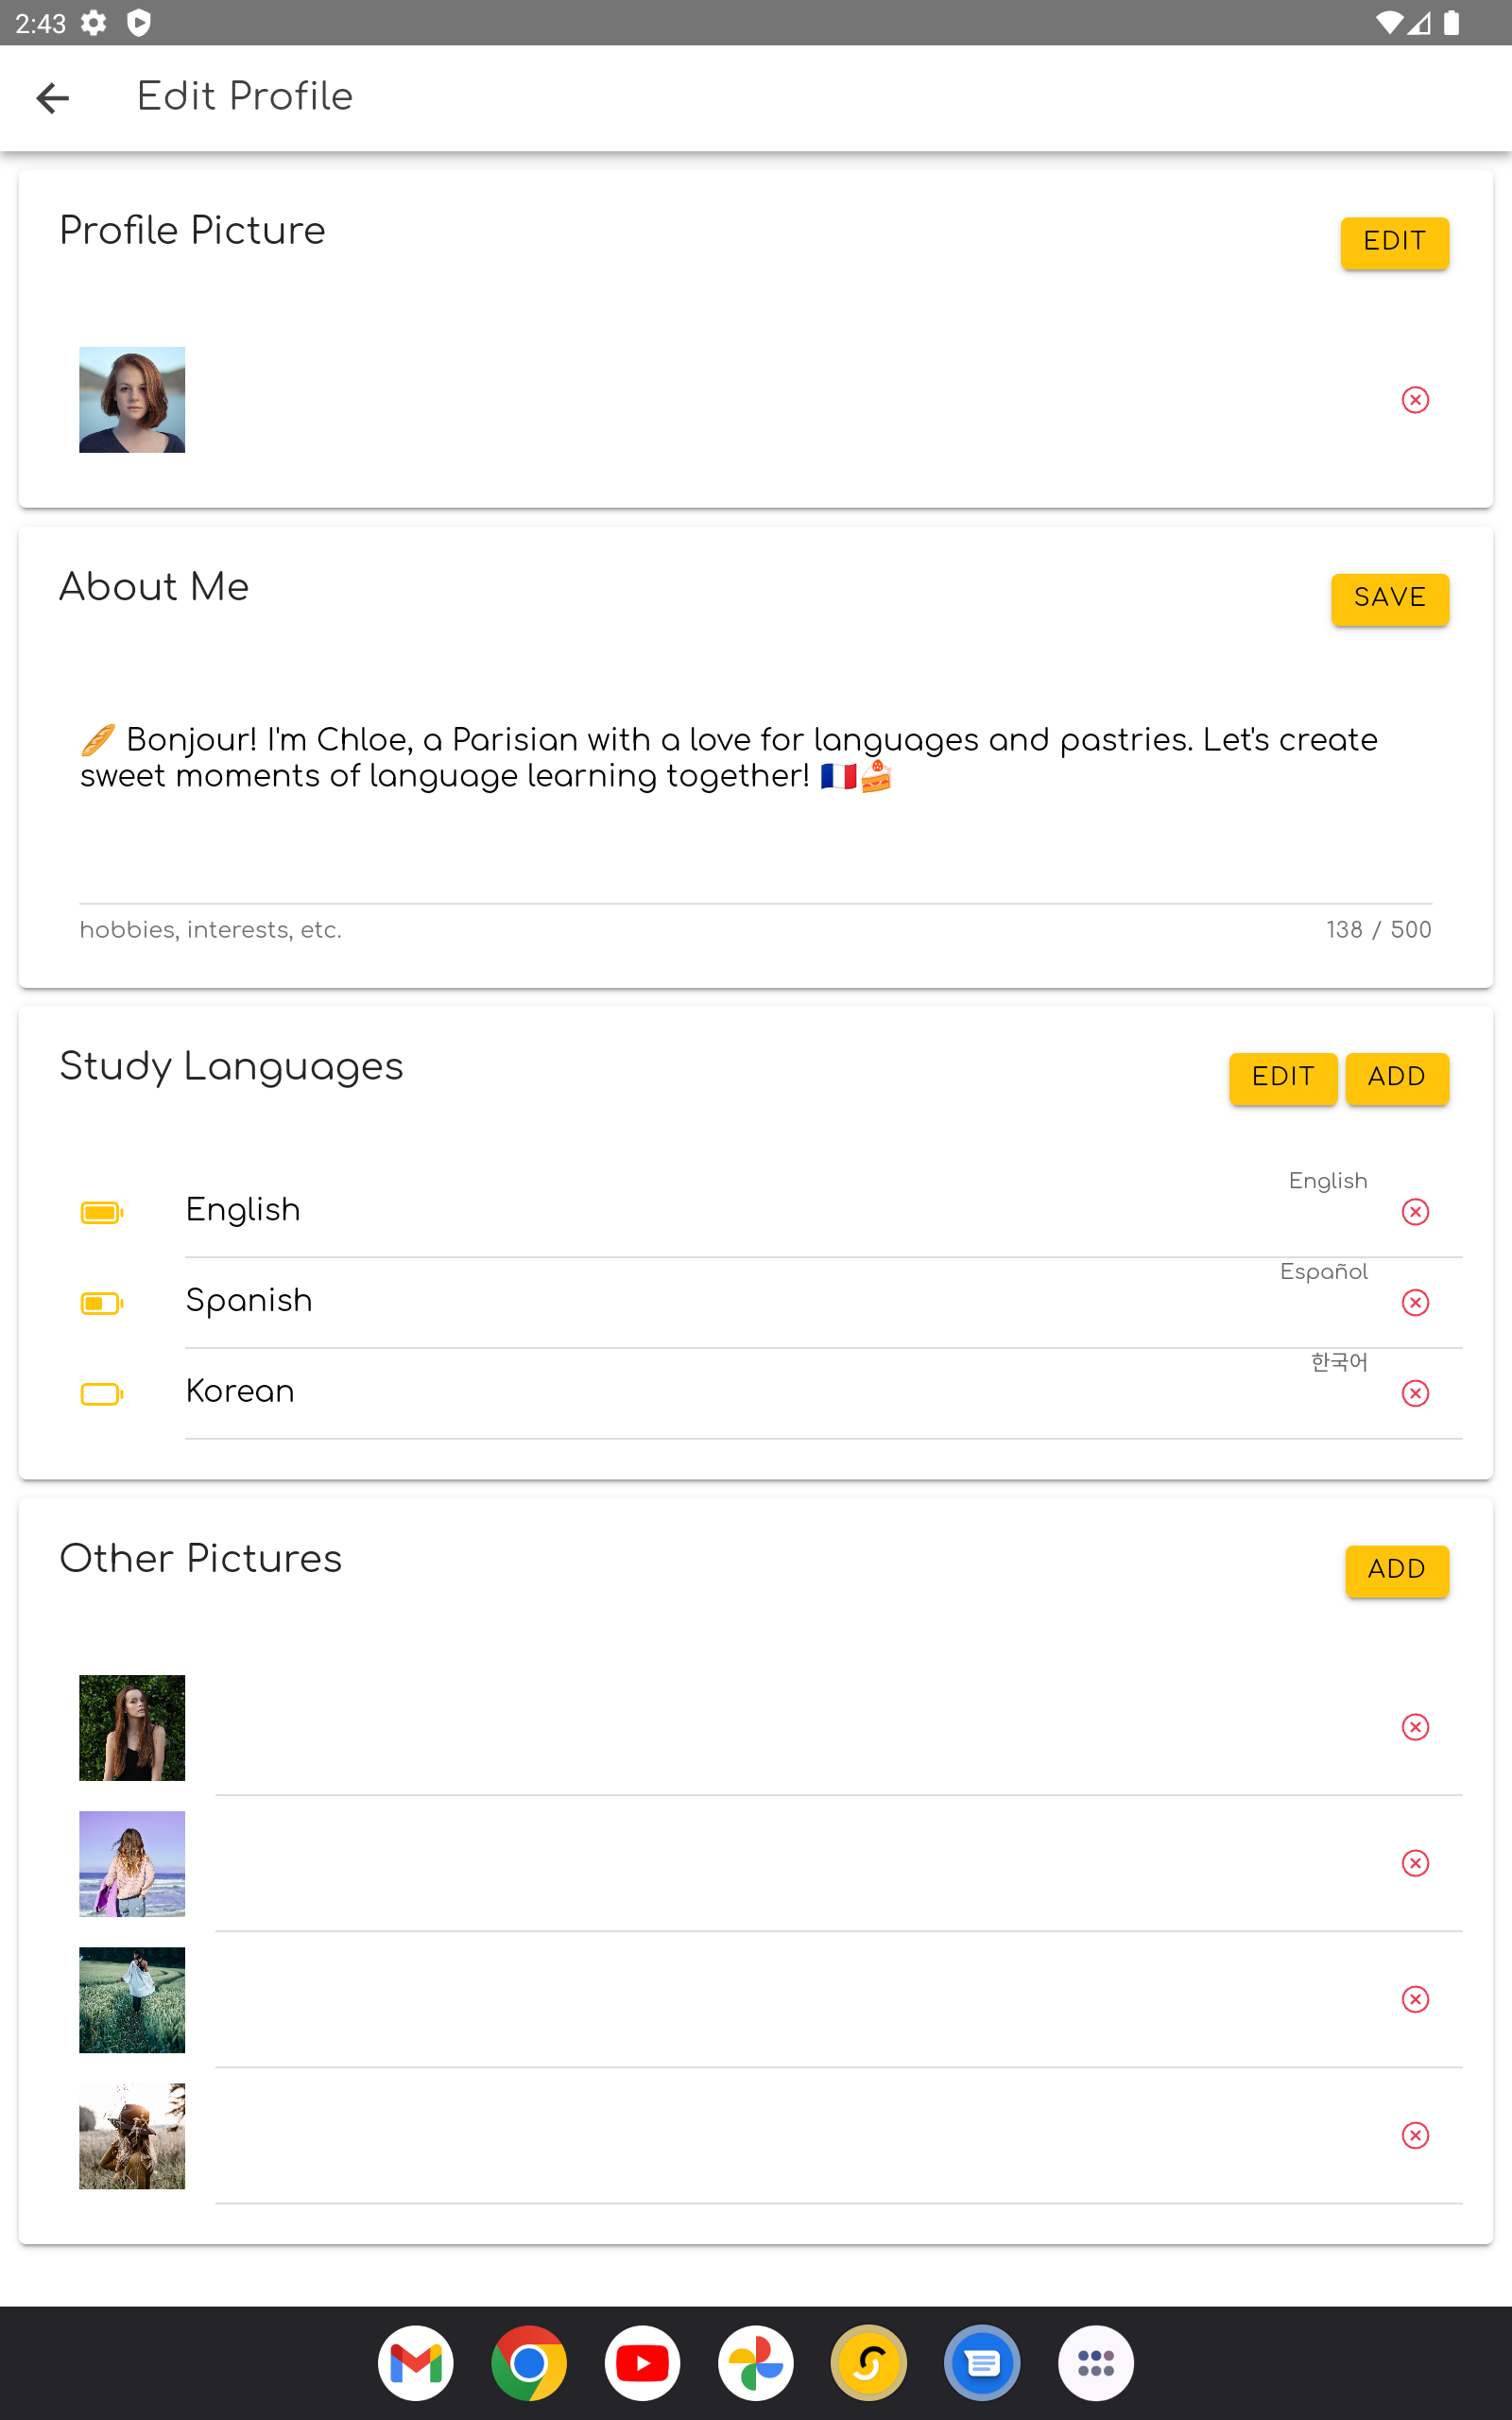 2:43
Edit Profile
Profile Picture
EDIT
About Me
SAVE
🥖 Bonjour! I'm Chloe, a Parisian with a love for languages and pastries. Let's create
sweet moments of language learning together! 🇫🇷🍰
hobbies, interests, etc.
138 / 500
Study Languages
EDIT
ADD
English
English
Español
Spanish
한국어
Korean
Other Pictures
ADD